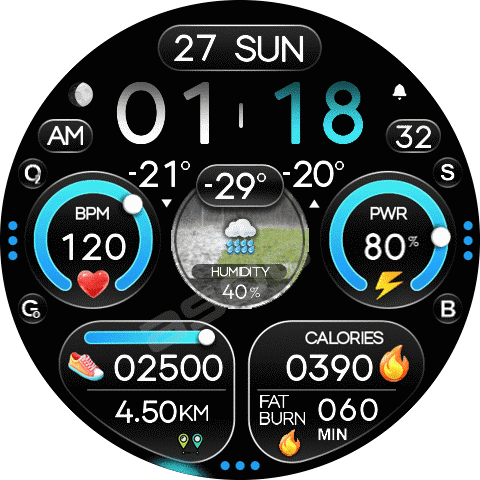 27 SUN
01 18
AM
32
-21° -29° -20°
S
BPM
120
PWR
80%
HUMIDITY
40%
B
02500
4.50KM
CALORIES
0390
FAT BURN 060 MIN